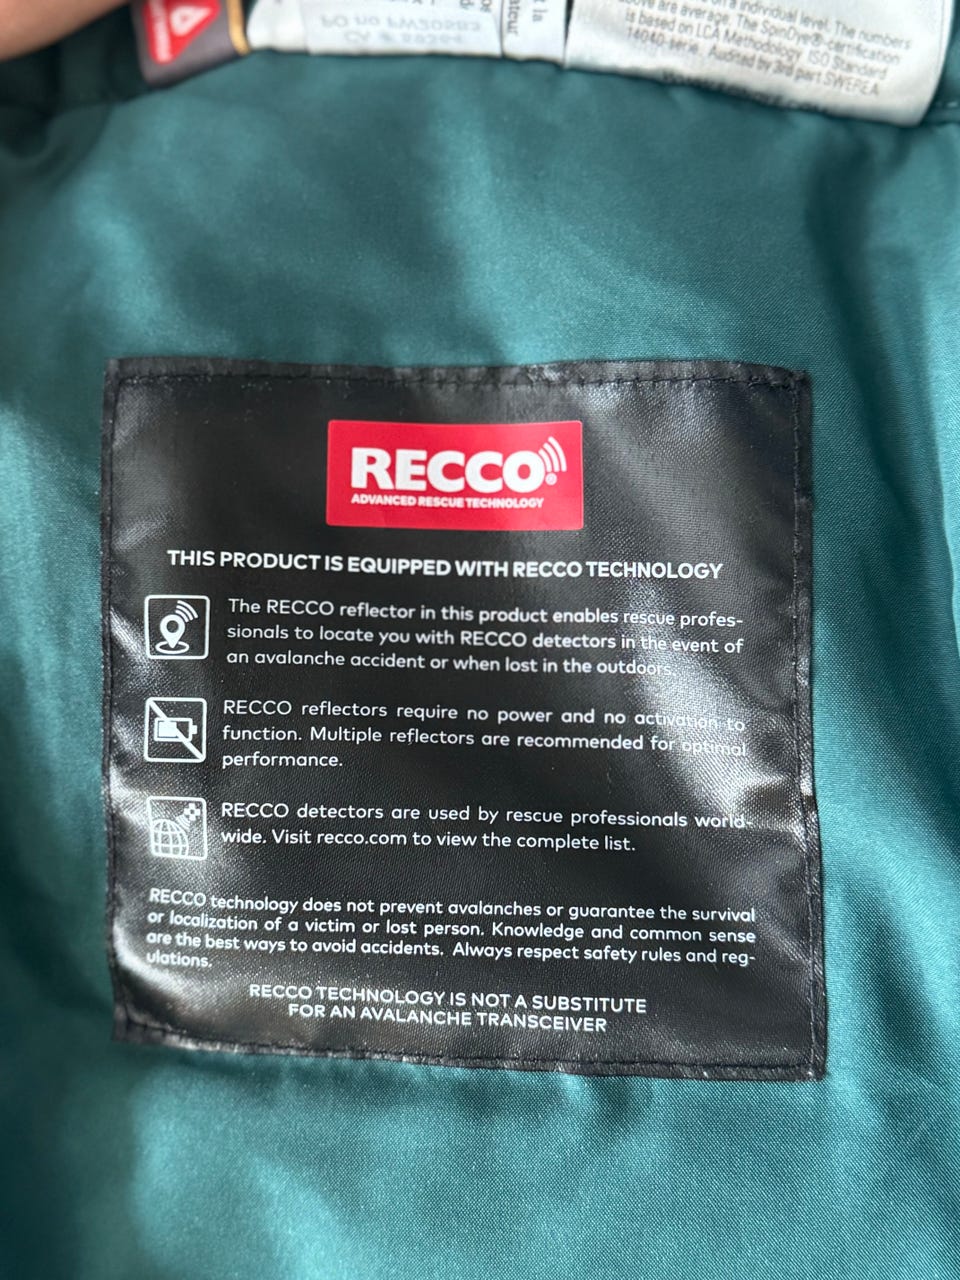 on a individual level. The numbers
above are average. The SpinDye® certification
is based on LCA Methodology, ISO Standard
14040-serie. Audited by 3rd part SWEREA
RECCO®
ADVANCED RESCUE TECHNOLOGY
THIS PRODUCT IS EQUIPPED WITH RECCO TECHNOLOGY
The RECCO reflector in this product enables rescue profes-
sionals to locate you with RECCO detectors in the event of
an avalanche accident or when lost in the outdoors.
RECCO reflectors require no power and no activation to
function. Multiple reflectors are recommended for optimal
performance.
RECCO detectors are used by rescue professionals world-
wide. Visit recco.com to view the complete list.
RECCO technology does not prevent avalanches or guarantee the survival
or localization of a victim or lost person. Knowledge and common sense
are the best ways to avoid accidents. Always respect safety rules and reg-
ulations.
RECCO TECHNOLOGY IS NOT A SUBSTITUTE
FOR AN AVALANCHE TRANSCEIVER